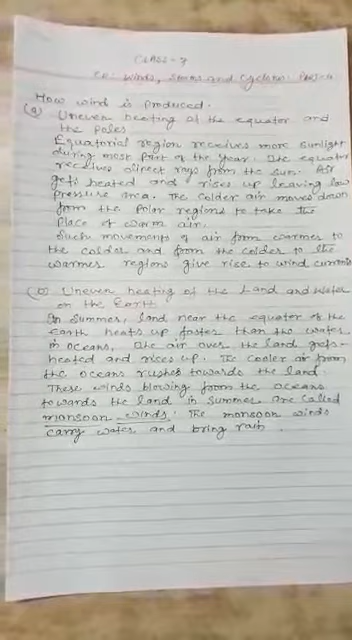 CLASS - 7
Ch: Winds, Storms and Cyclones. Part-4
How wind is produced.
(a) Uneven heating of the equator and
the poles
Equatorial region receives more sunlight
during most part of the year. The equator
receives direct rays from the sun. Air
gets heated and rises up leaving low
pressure area. The colder air moves down
from the polar regions to take the
place of warm air.
Such movements of air from warmer to
the colder and from the colder to the
warmer regions give rise to wind currents
(b) Uneven heating of the Land and Water
on the Earth
In summer, land near the equator of the
Earth heats up faster than the water
in oceans. The air over the land gets
heated and rises up. The cooler air from
the oceans rushes towards the land.
These winds blowing from the oceans
towards the land in summer are called
monsoon winds. The monsoon winds
carry water and bring rain.